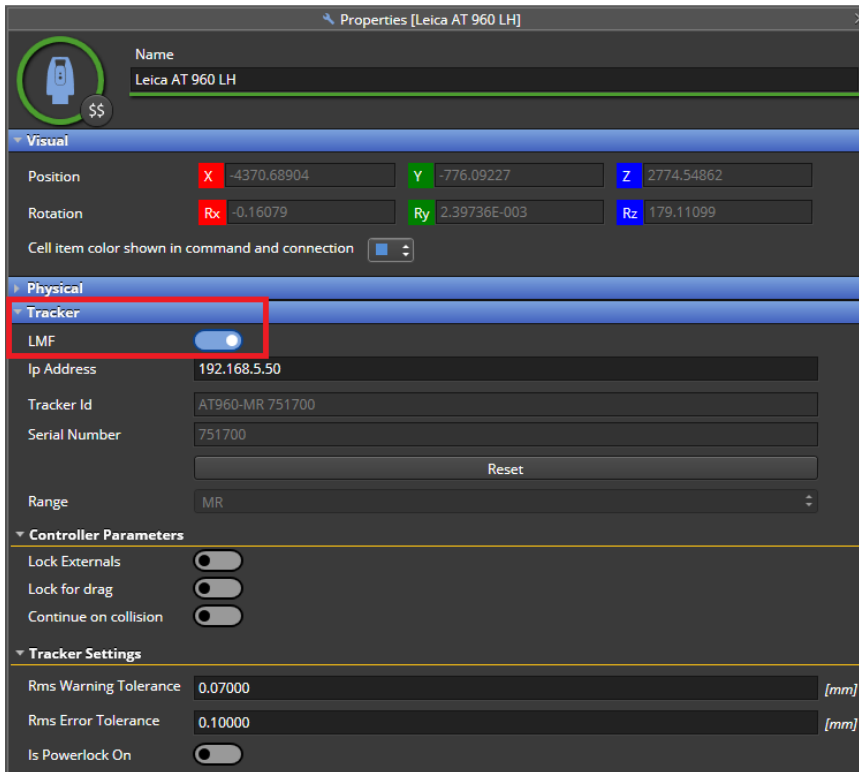 Properties [Leica AT 960 LH]
Name
Leica AT 960 LH
$$
Visual
Position X -4370.68904 Y -776.09227 Z 2774.54862
Rotation Rx -0.16079 Ry 2.39736E-003 Rz 179.11099
Cell item color shown in command and connection
Physical
Tracker
LMF
Ip Address 192.168.5.50
Tracker Id AT960-MR 751700
Serial Number 751700
Reset
Range MR
Controller Parameters
Lock Externals
Lock for drag
Continue on collision
Tracker Settings
Rms Warning Tolerance 0.07000 [mm]
Rms Error Tolerance 0.10000 [mm]
Is Powerlock On